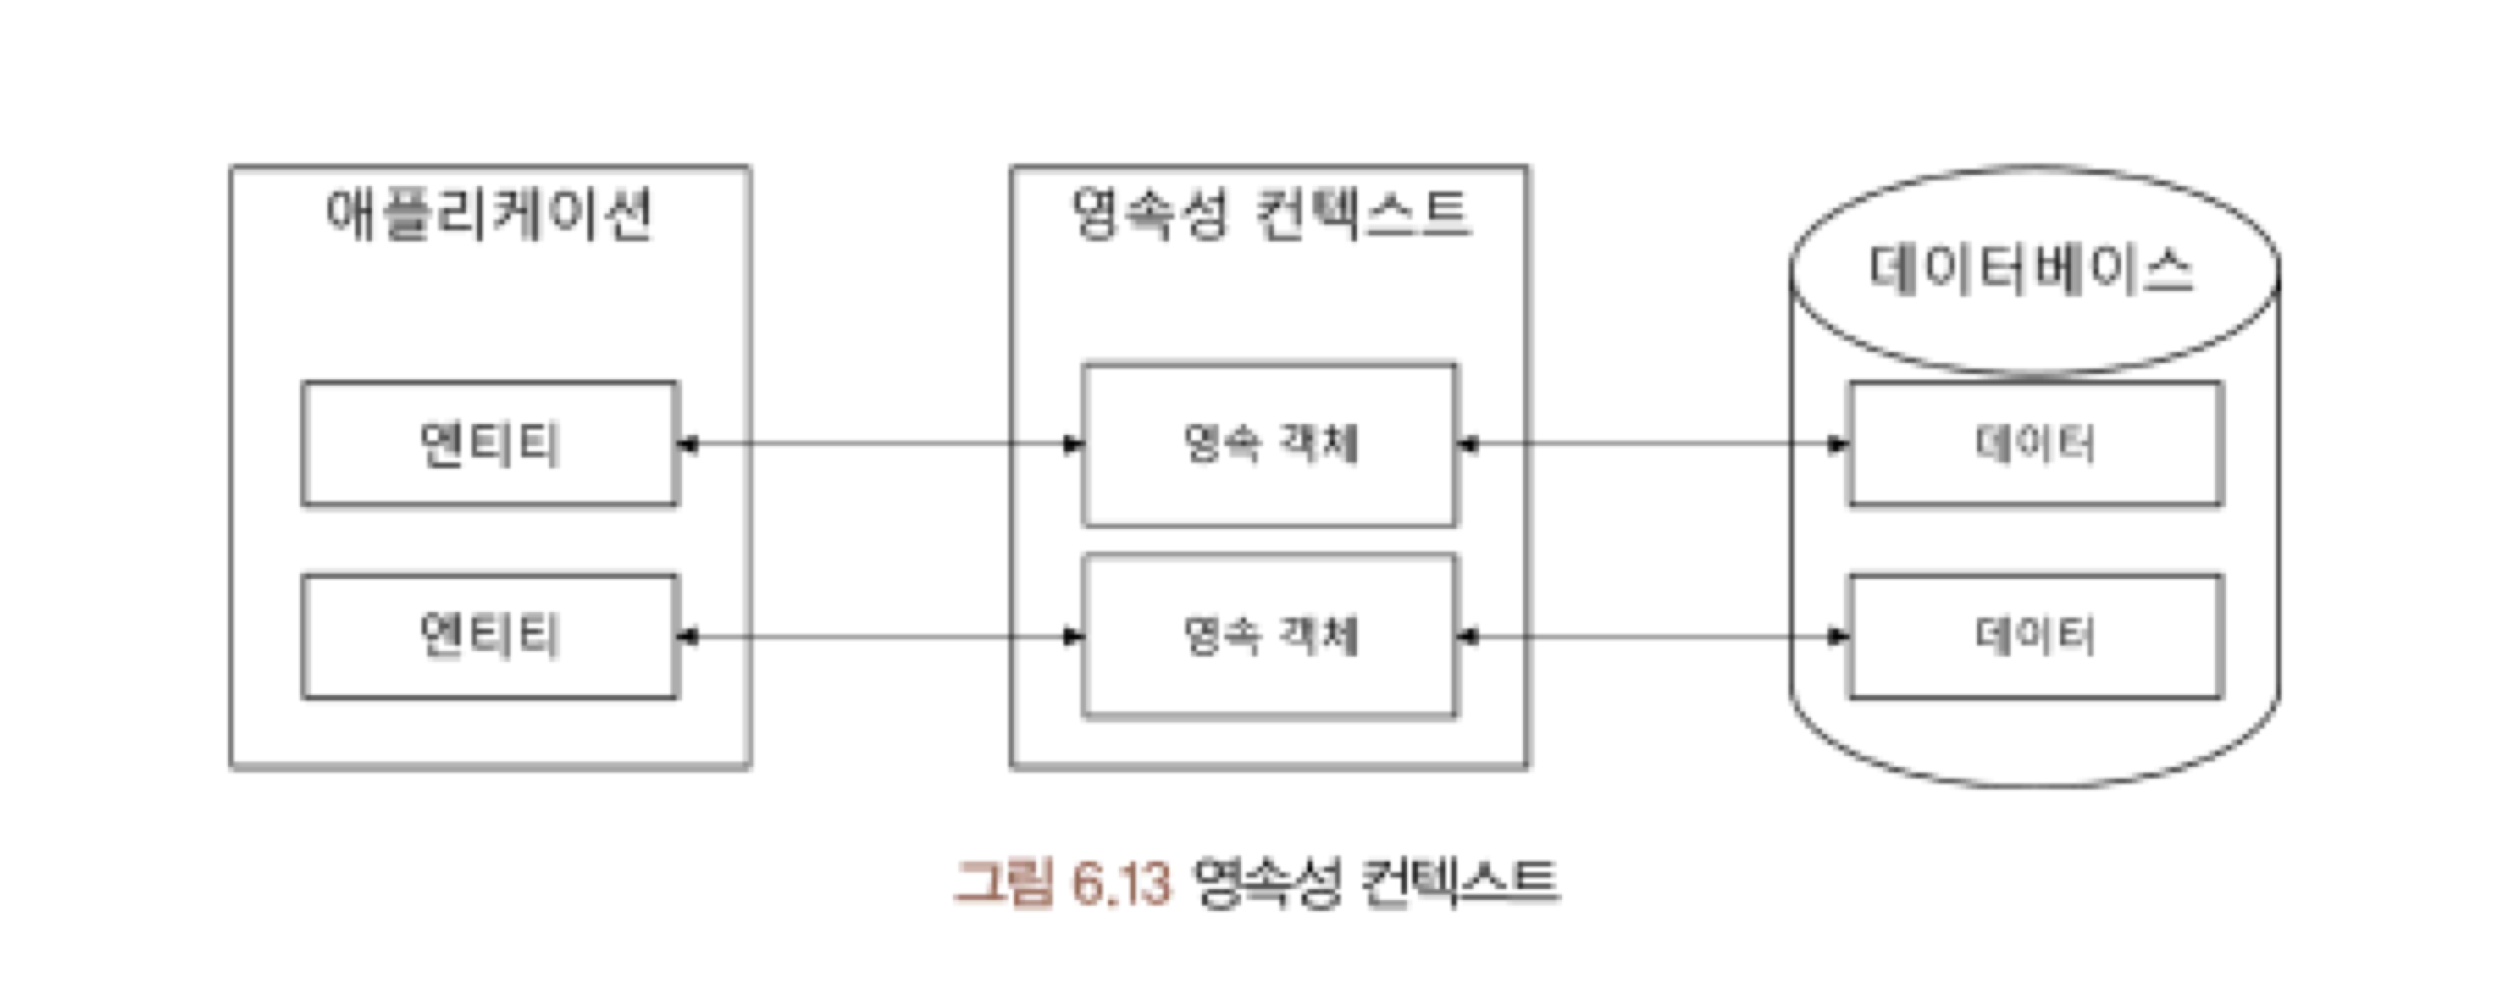 애플리케이션
영속성 컨텍스트
데이터베이스
엔티티
영속 객체
데이터
엔티티
영속 객체
데이터
그림 6.13 영속성 컨텍스트